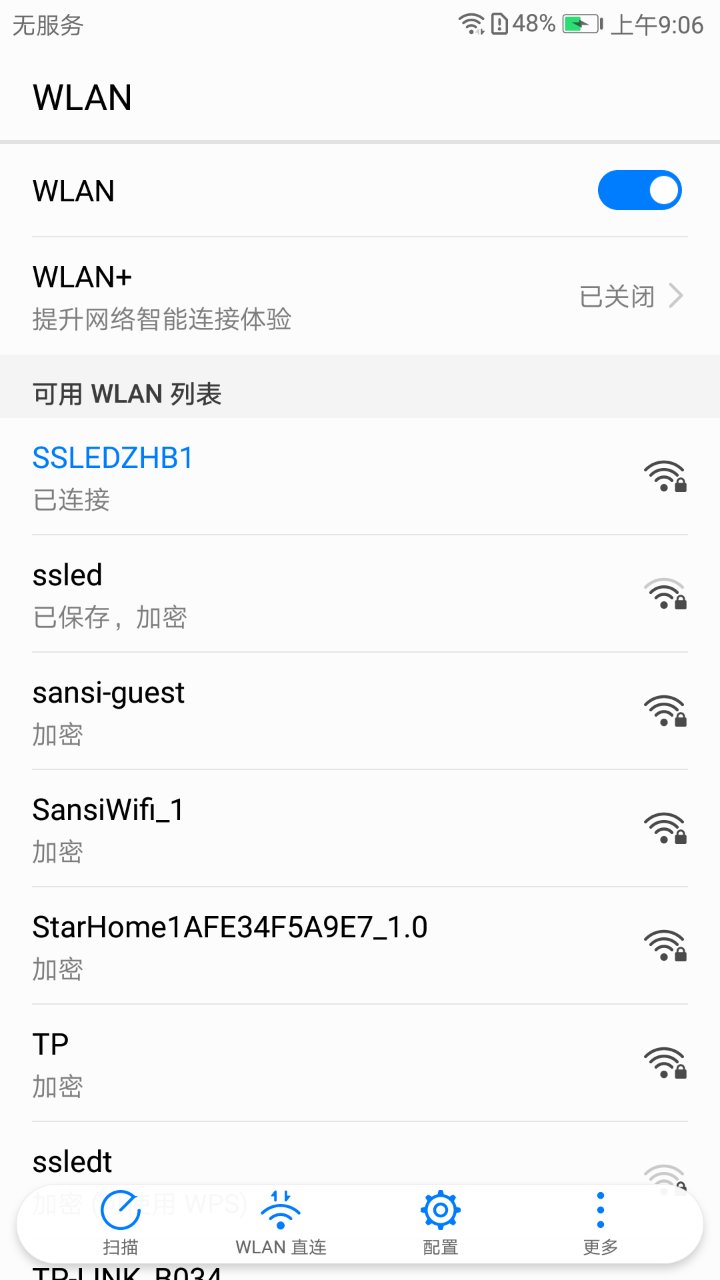 无服务
48% 上午9:06
WLAN
WLAN
WLAN+
提升网络智能连接体验
已关闭
可用 WLAN 列表
SSLEDZHB1
已连接
ssled
已保存，加密
sansi-guest
加密
SansiWifi_1
加密
StarHome1AFE34F5A9E7_1.0
加密
TP
加密
ssledt
加密 (可使用 WPS)
扫描
WLAN 直连
配置
更多
TP-LINK_B034